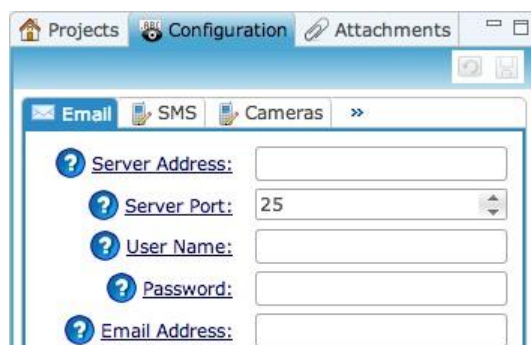 Projects Configuration Attachments
Email SMS Cameras »
? Server Address:
? Server Port: 25
? User Name:
? Password:
? Email Address: